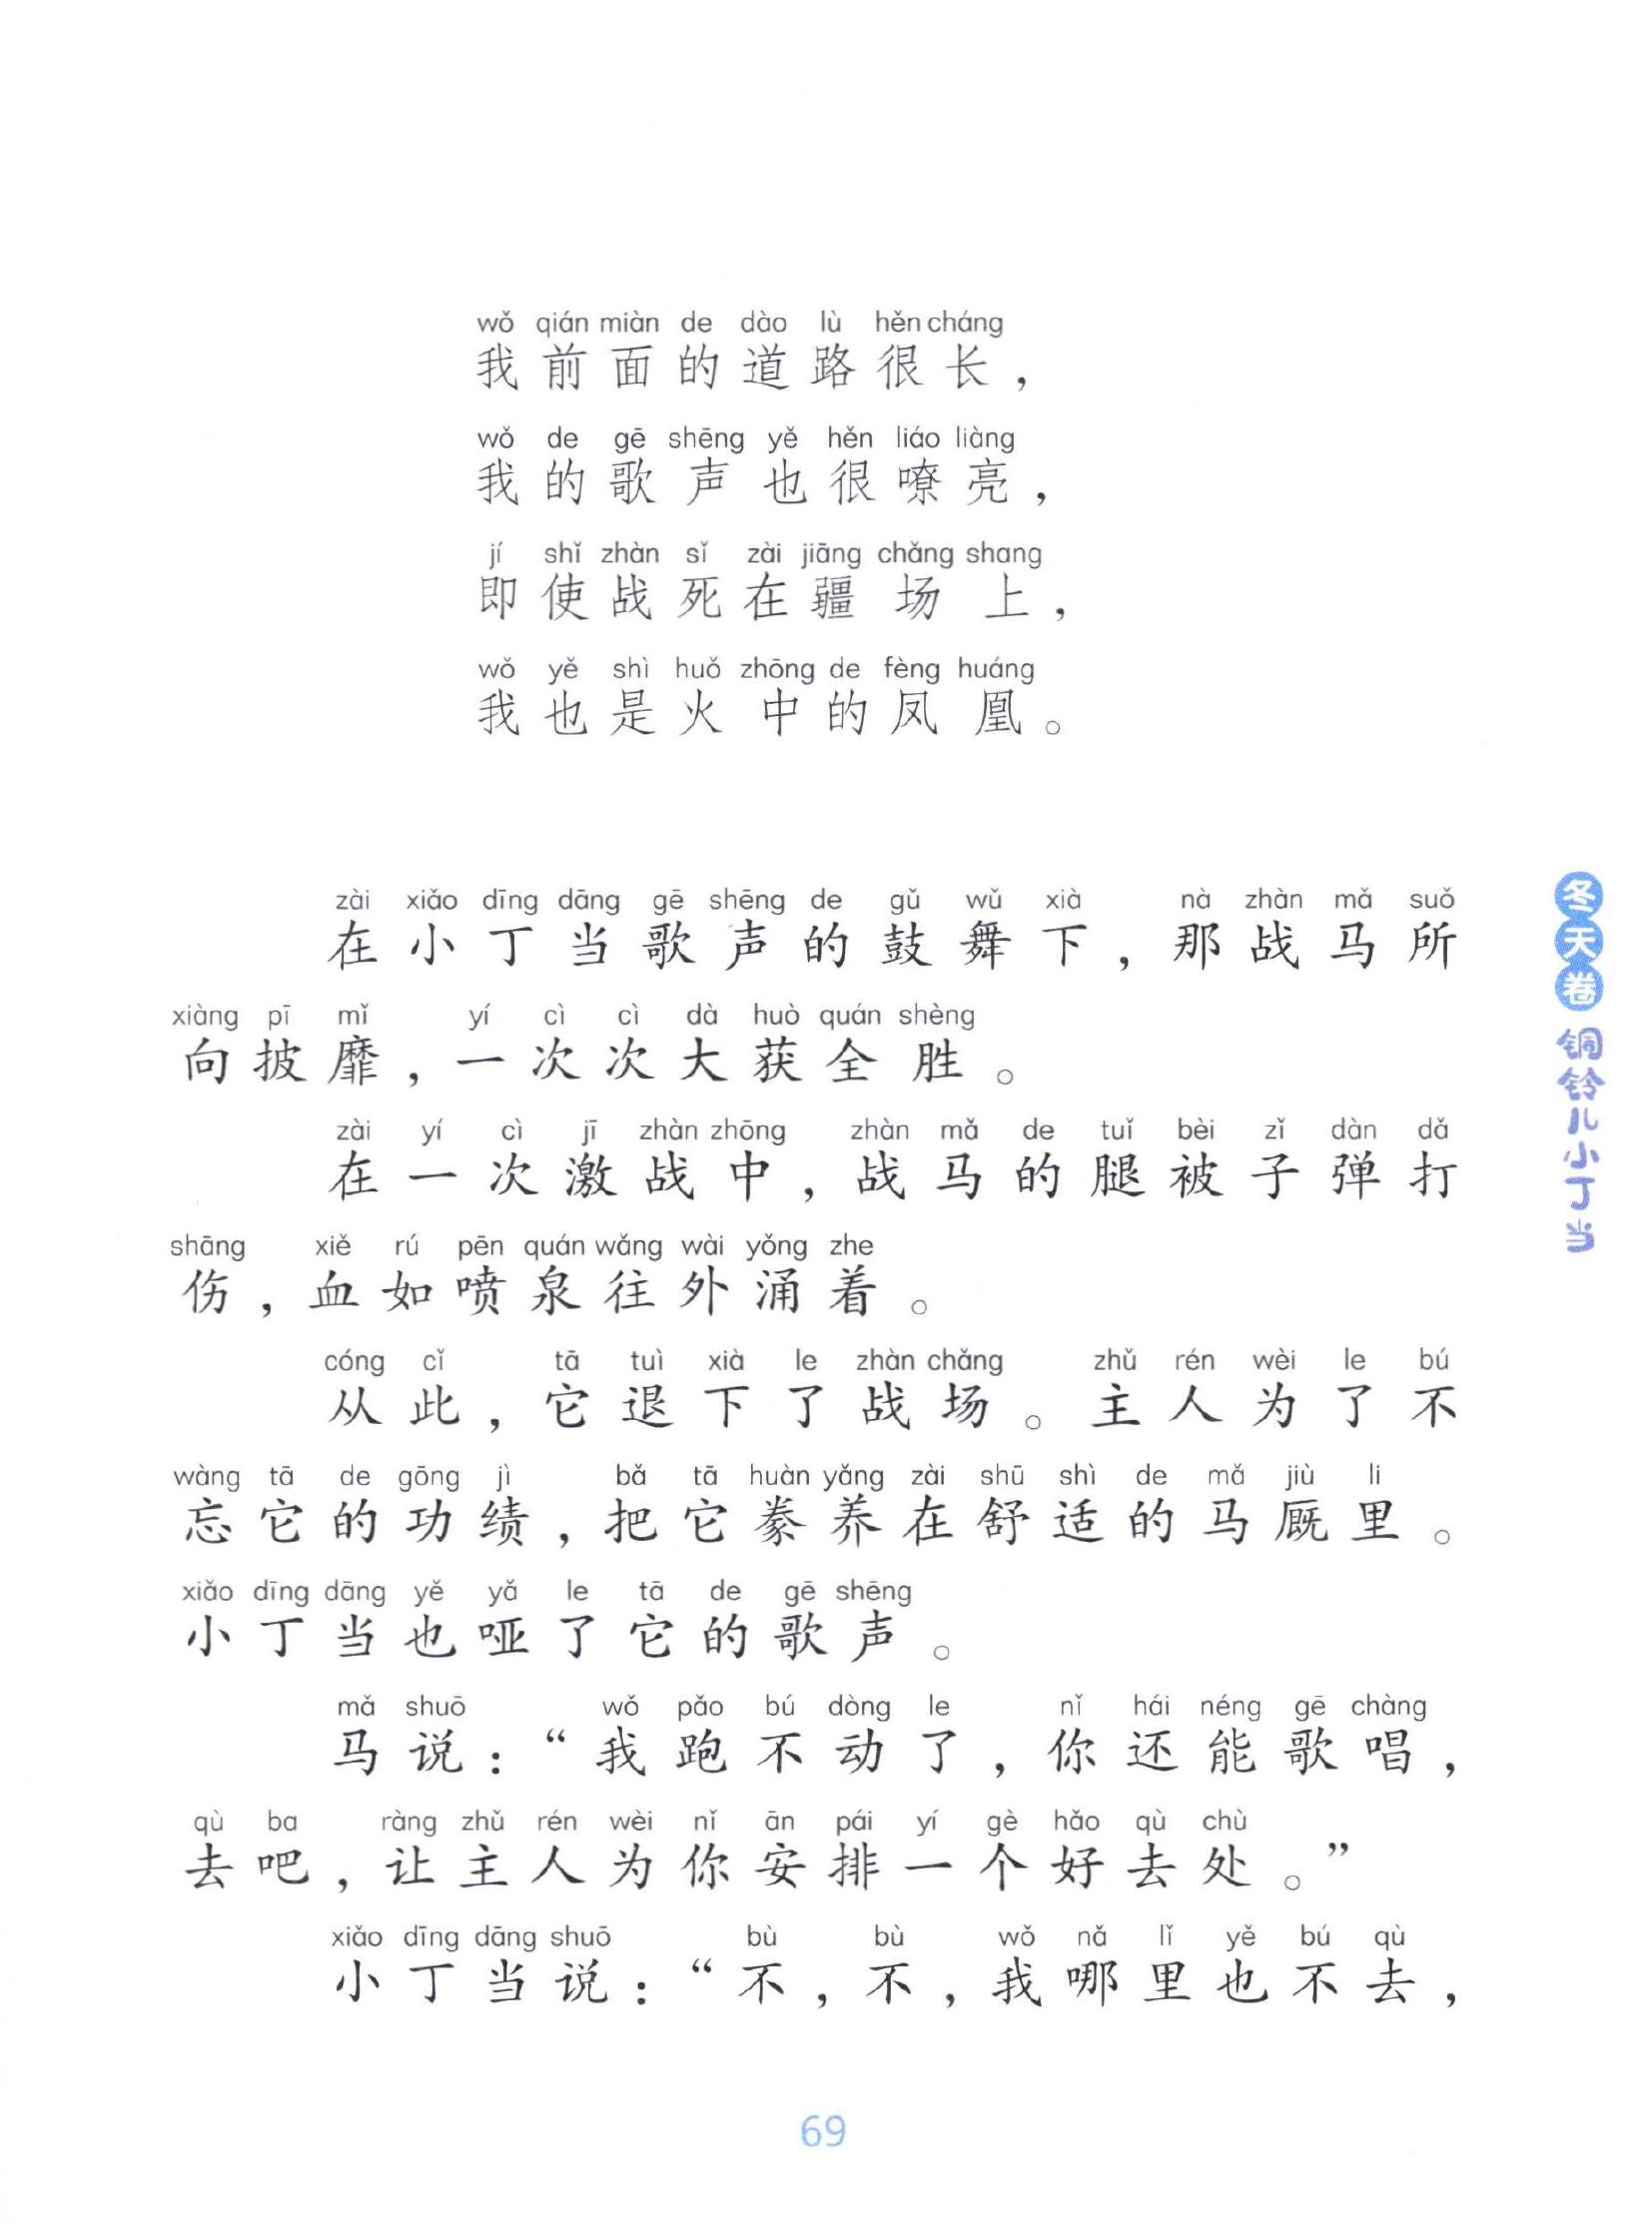 wǒ qián miàn de dào lù hěn cháng
我前面的道路很长，
wǒ de gē shēng yě hěn liáo liàng
我的歌声也很嘹亮，
jí shǐ zhàn sǐ zài jiāng chǎng shang
即使战死在疆场上，
wǒ yě shì huǒ zhōng de fèng huáng
我也是火中的凤凰。
zài xiǎo dīng dāng gē shēng de gǔ wǔ xià nà zhàn mǎ suǒ
在小丁当歌声的鼓舞下，那战马所
xiàng pī mǐ yí cì cì dà huò quán shèng
向披靡，一次次大获全胜。
zài yí cì jī zhàn zhōng zhàn mǎ de tuǐ bèi zǐ dàn dǎ
在一次激战中，战马的腿被子弹打
shāng xiě rú pēn quán wǎng wài yǒng zhe
伤，血如喷泉往外涌着。
cóng cǐ tā tuì xià le zhàn chǎng zhǔ rén wèi le bú
从此，它退下了战场。主人为了不
wàng tā de gōng jì bǎ tā huàn yǎng zài shū shì de mǎ jiù li
忘它的功绩，把它豢养在舒适的马厩里。
xiǎo dīng dāng yě yǎ le tā de gē shēng
小丁当也哑了它的歌声。
mǎ shuō wǒ pǎo bú dòng le nǐ hái néng gē chàng
马说：“我跑不动了，你还能歌唱，
qù ba ràng zhǔ rén wèi nǐ ān pái yí gè hǎo qù chù
去吧，让主人为你安排一个好去处。”
xiǎo dīng dāng shuō bù bù wǒ nǎ lǐ yě bú qù
小丁当说：“不，不，我哪里也不去，
冬天卷 铜铃儿小丁当
69